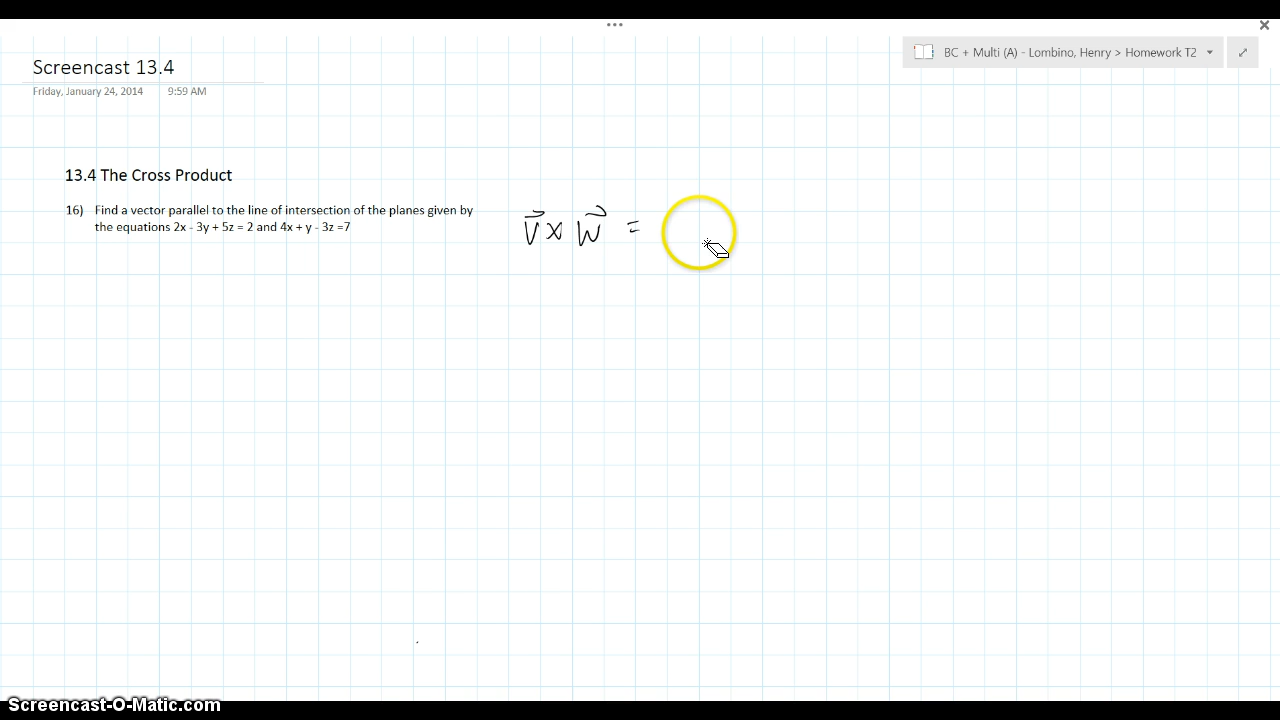 BC + Multi (A) - Lombino, Henry > Homework T2
Screencast 13.4
Friday, January 24, 2014 9:59 AM
13.4 The Cross Product
16) Find a vector parallel to the line of intersection of the planes given by
the equations 2x - 3y + 5z = 2 and 4x + y - 3z =7
v⃗ x w⃗ =
Screencast-O-Matic.com